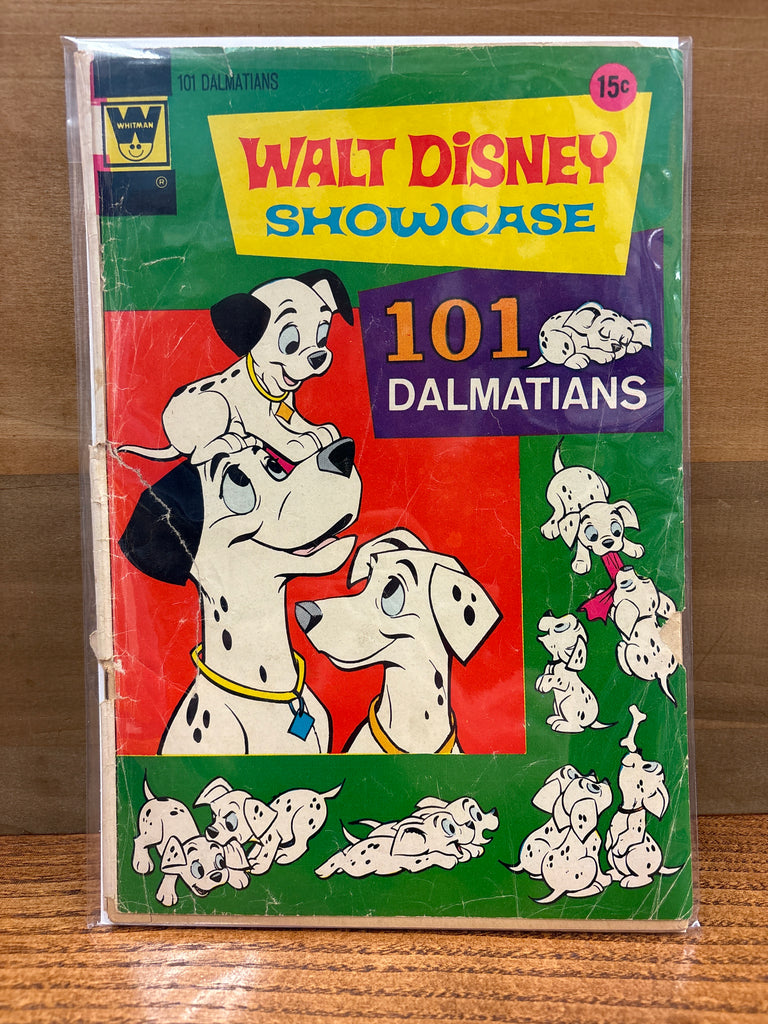 101 DALMATIANS
15¢
WHITMAN
®
WALT DISNEY
SHOWCASE
101
DALMATIANS